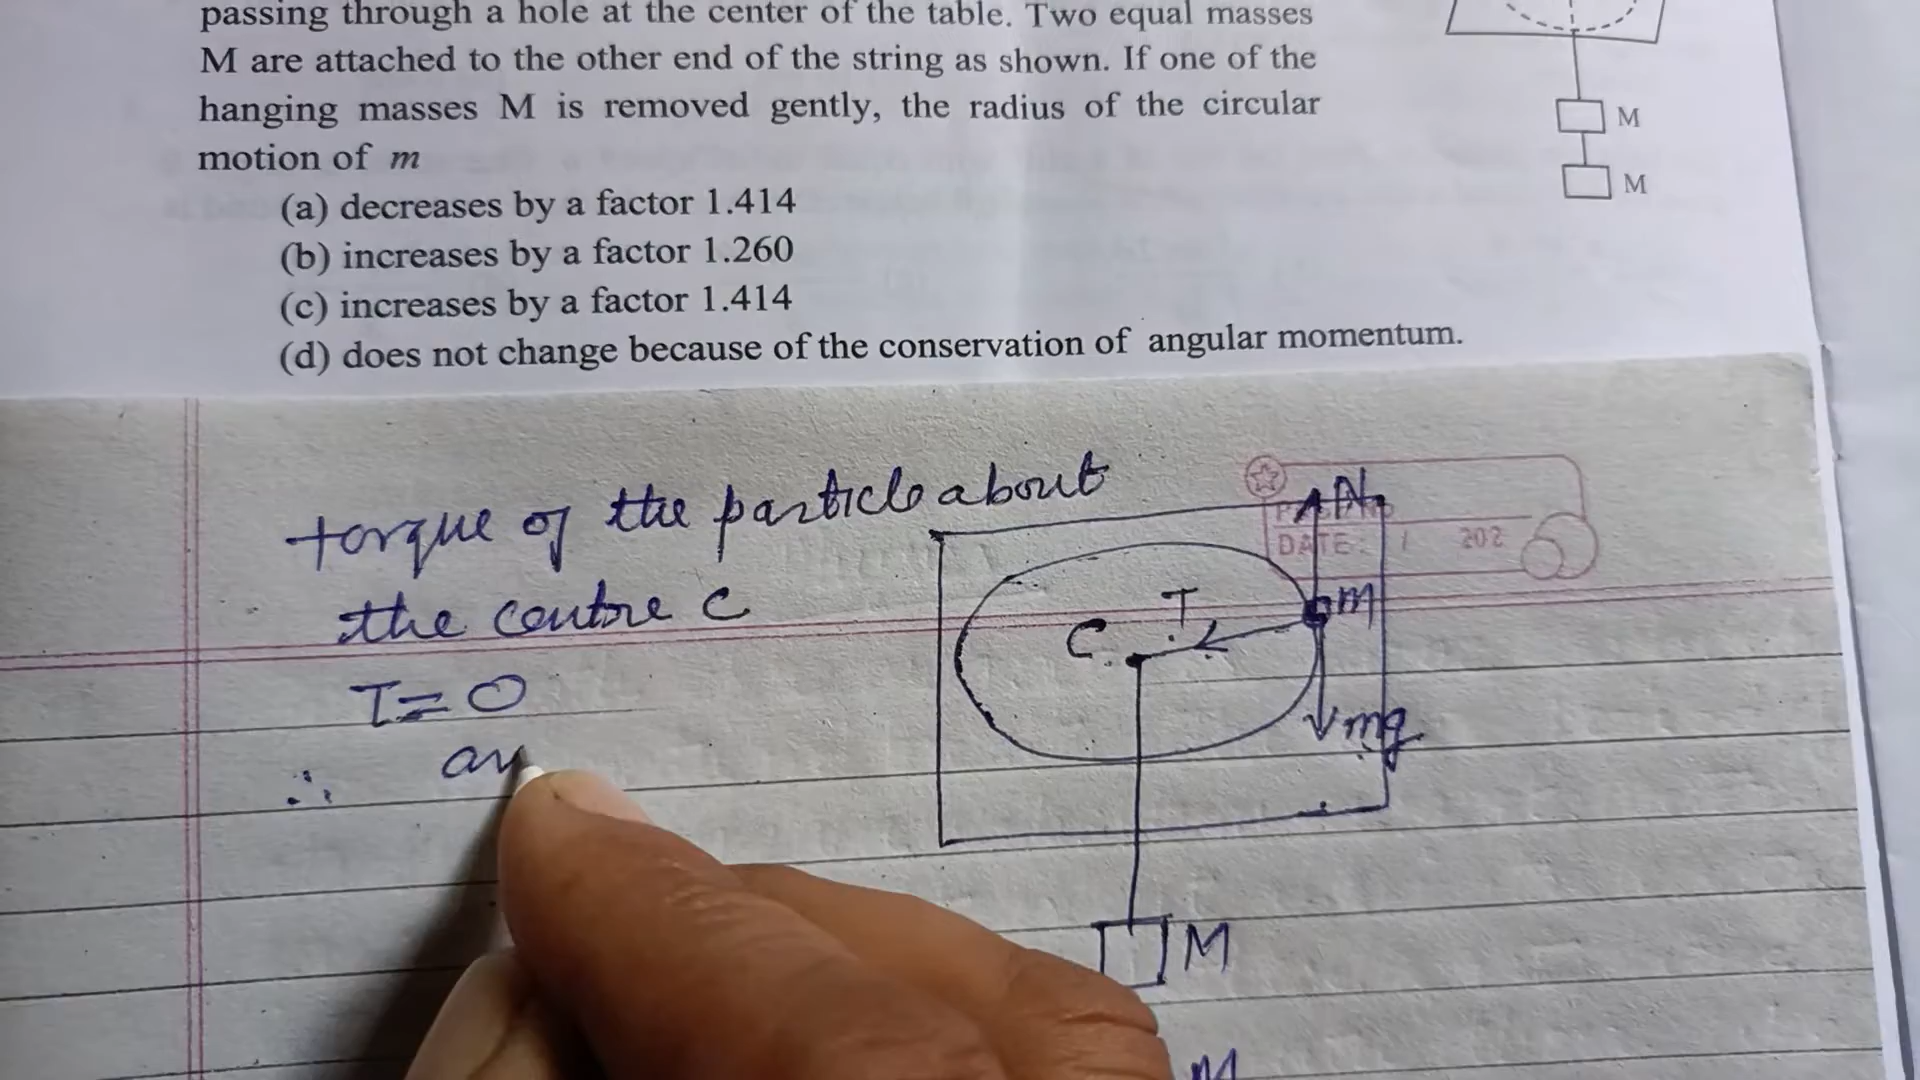 passing through a hole at the center of the table. Two equal masses
M are attached to the other end of the string as shown. If one of the
hanging masses M is removed gently, the radius of the circular
motion of m
(a) decreases by a factor 1.414
(b) increases by a factor 1.260
(c) increases by a factor 1.414
(d) does not change because of the conservation of angular momentum.
M
M
torque of the particle about
the centre C
T = 0
∴
N
DATE: / 202
T
m
C
mg
M
M